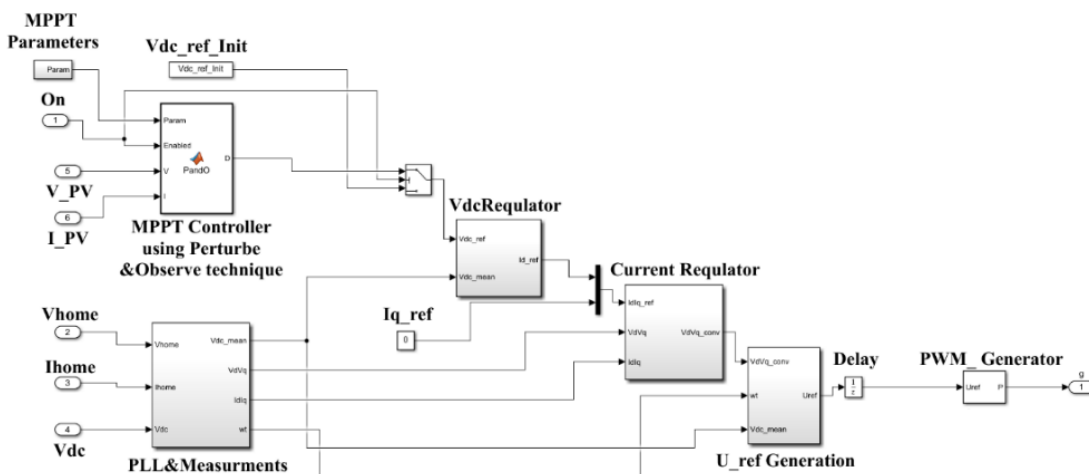 MPPT
Parameters
Param
Vdc_ref_Init
Vdc_ref_Init
On
1
Param
Enabled
V
I
PandO
D
5
V_PV
6
I_PV
MPPT Controller
using Perturbe
&Observe technique
VdcRequlator
Vdc_ref
Vdc_mean
Id_ref
Current Requlator
IdIq_ref
VdVq
IdIq
VdVq_conv
Iq_ref
0
Vhome
2
Ihome
3
4
Vdc
Vhome
Ihome
Vdc
Vdc_mean
VdVq
IdIq
wt
PLL&Measurments
VdVq_conv
wt
Vdc_mean
Uref
U_ref Generation
Delay
1
z
PWM_ Generator
Uref
P
g
1